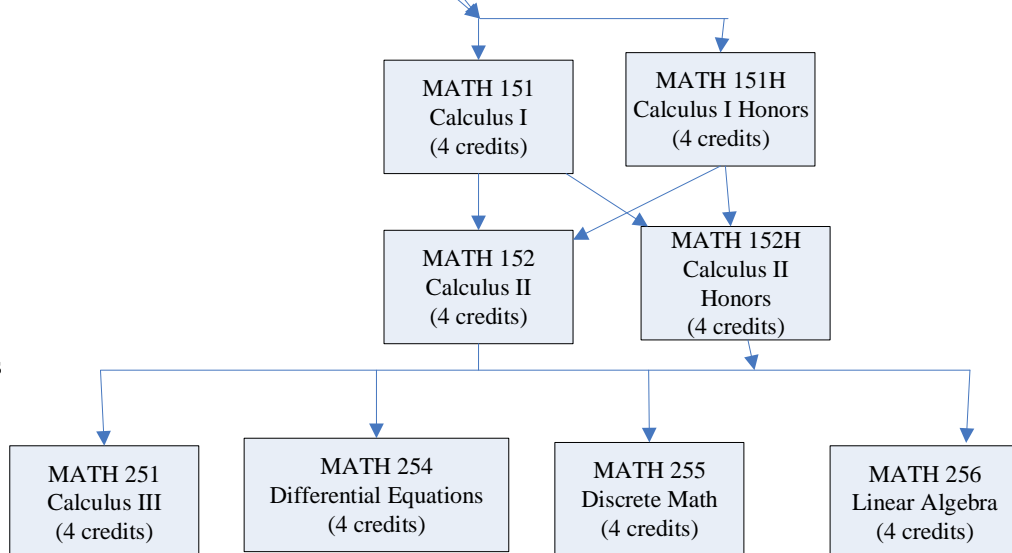 MATH 151
Calculus I
(4 credits)
MATH 151H
Calculus I Honors
(4 credits)
MATH 152
Calculus II
(4 credits)
MATH 152H
Calculus II
Honors
(4 credits)
MATH 251
Calculus III
(4 credits)
MATH 254
Differential Equations
(4 credits)
MATH 255
Discrete Math
(4 credits)
MATH 256
Linear Algebra
(4 credits)